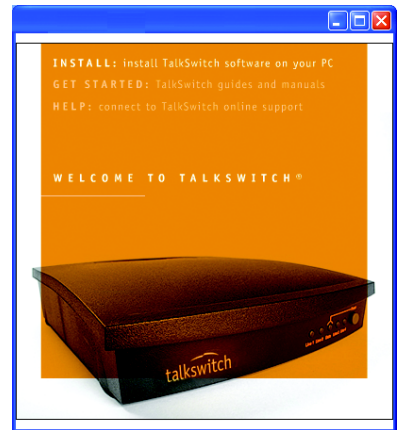 INSTALL: install TalkSwitch software on your PC
GET STARTED: TalkSwitch guides and manuals
HELP: connect to TalkSwitch online support
WELCOME TO TALKSWITCH®
talkswitch